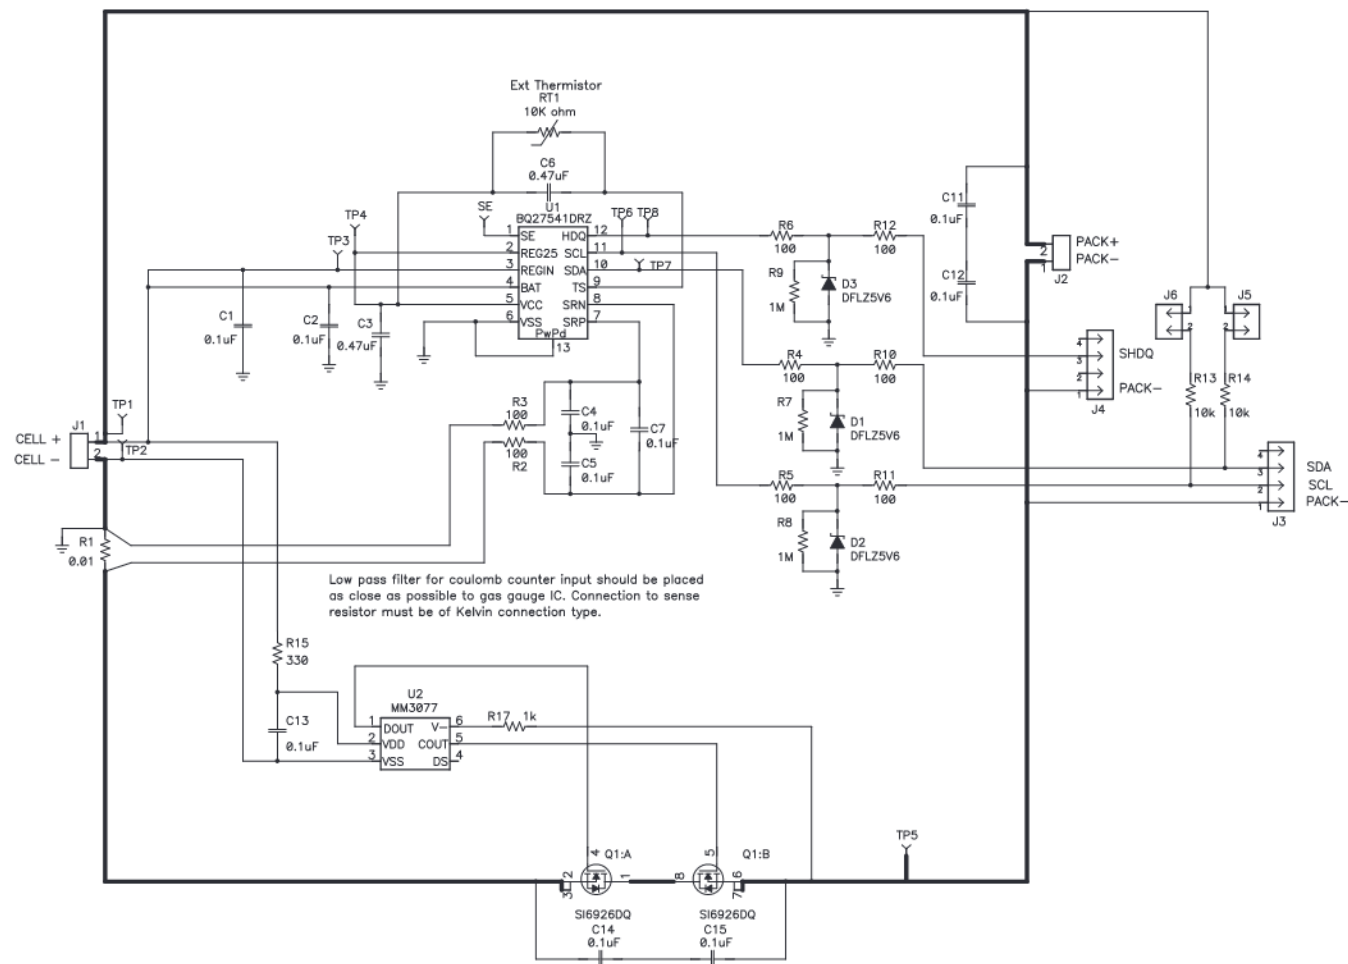 Ext Thermistor
RT1
10K ohm
C6
0.47uF
U1
BQ27541DRZ
SE
TP4
TP3
TP6 TP8
TP7
1 SE HDQ 12
2 REG25 SCL 11
3 REGIN SDA 10
4 BAT TS 9
5 VCC SRN 8
6 VSS SRP 7
PwPd
13
C1
0.1uF
C2
0.1uF
C3
0.47uF
R6
100
R12
100
R9
1M
D3
DFLZ5V6
C11
0.1uF
C12
0.1uF
PACK+
PACK-
2
1
J2
J6
J5
2
2
R4
100
R10
100
R7
1M
D1
DFLZ5V6
4
3
2
1
SHDQ
PACK-
J4
R13
10k
R14
10k
R3
100
100
R2
C4
0.1uF
C5
0.1uF
C7
0.1uF
TP1
TP2
J1
CELL + 1
CELL - 2
R5
100
R11
100
R8
1M
D2
DFLZ5V6
4
3
2
1
SDA
SCL
PACK-
J3
R1
0.01
Low pass filter for coulomb counter input should be placed
as close as possible to gas gauge IC. Connection to sense
resistor must be of Kelvin connection type.
R15
330
C13
0.1uF
U2
MM3077
1 DOUT V- 6
2 VDD COUT 5
3 VSS DS 4
R17 1k
TP5
4 Q1:A
2
3
1
SI6926DQ
5 Q1:B
8
6
7
SI6926DQ
C14
0.1uF
C15
0.1uF